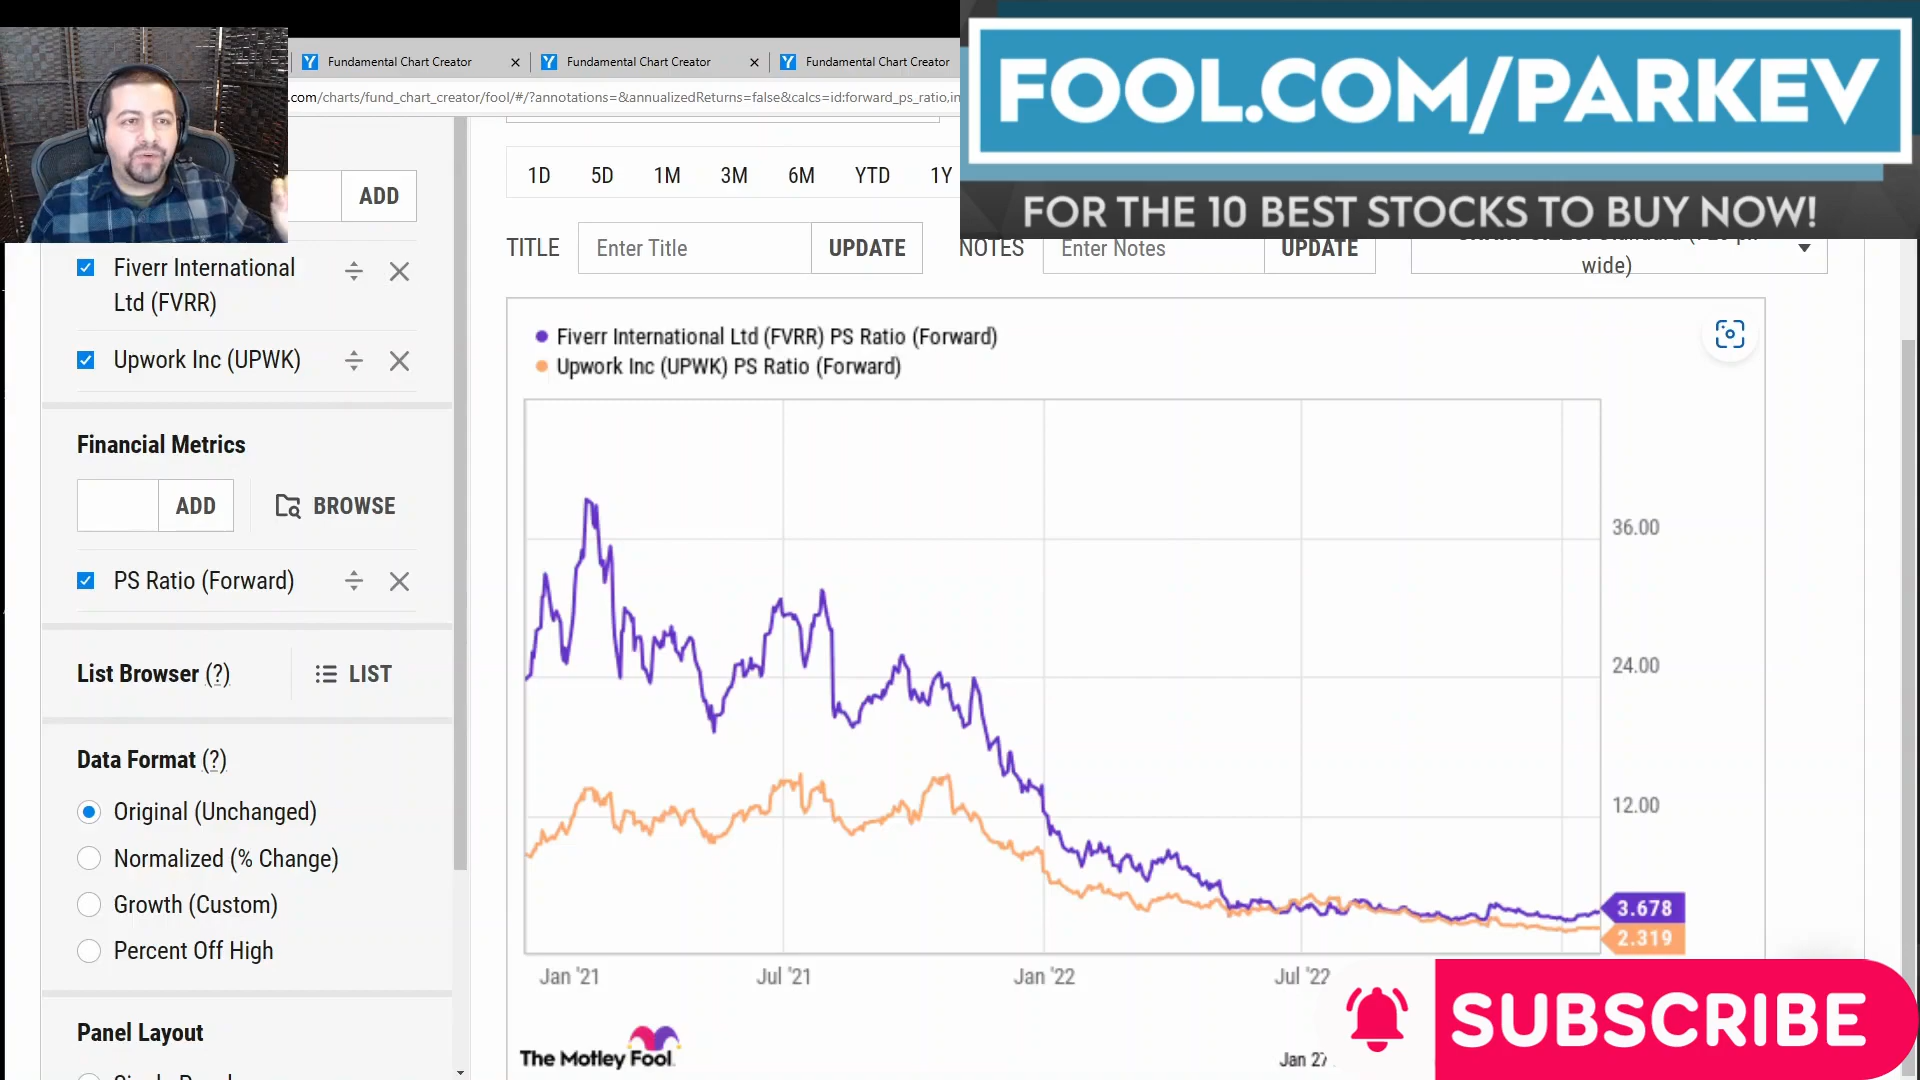 Fundamental Chart Creator
Fundamental Chart Creator
Fundamental Chart Creator
.com/charts/fund_chart_creator/fool/#/?annotations=&annualizedReturns=false&calcs=id:forward_ps_ratio,in
FOOL.COM/PARKEV
FOR THE 10 BEST STOCKS TO BUY NOW!
ADD
1D 5D 1M 3M 6M YTD 1Y
TITLE Enter Title UPDATE NOTES Enter Notes UPDATE
wide)
Fiverr International
Ltd (FVRR)
Upwork Inc (UPWK)
Financial Metrics
ADD BROWSE
PS Ratio (Forward)
List Browser (?) LIST
Data Format (?)
Original (Unchanged)
Normalized (% Change)
Growth (Custom)
Percent Off High
Panel Layout
Fiverr International Ltd (FVRR) PS Ratio (Forward)
Upwork Inc (UPWK) PS Ratio (Forward)
36.00
24.00
12.00
3.678
2.319
Jan '21 Jul '21 Jan '22 Jul '22
The Motley Fool
Jan 27
SUBSCRIBE